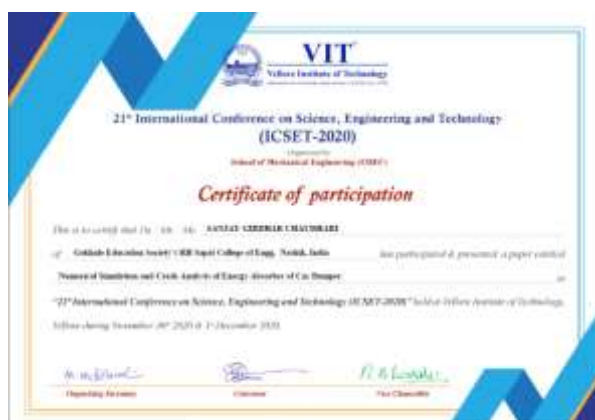 VIT
Vellore Institute of Technology
21st International Conference on Science, Engineering and Technology
(ICSET-2020)
Organized by
School of Mechanical Engineering (SMEC)
Certificate of participation
This is to certify that Dr. Mr. Ms. SANJAY GIRDHAR CHAUDHARI
of Gokhale Education Society's RH Sapat College of Engg. Nashik, India has participated & presented a paper entitled
Numerical Simulation and Crash Analysis of Energy Absorber of Car Bumper in
"21st International Conference on Science, Engineering and Technology (ICSET-2020)" held at Vellore Institute of Technology,
Vellore during November 30th 2020 & 1st December 2020.
Organizing Secretary Convener Vice Chancellor